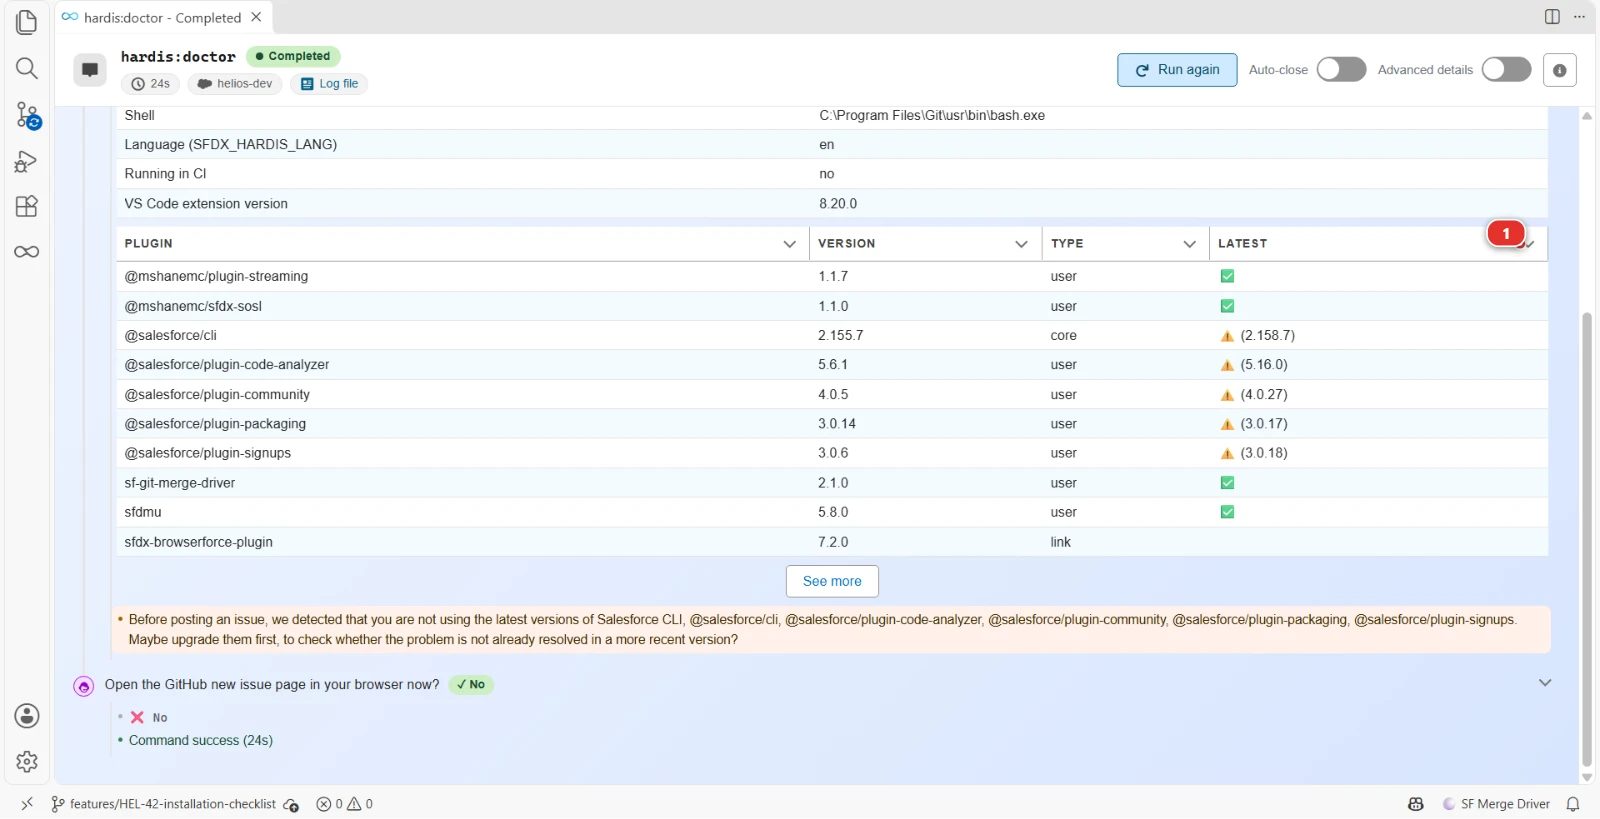 hardis:doctor - Completed
hardis:doctor Completed
24s helios-dev Log file
Run again Auto-close Advanced details
Shell C:\Program Files\Git\usr\bin\bash.exe
Language (SFDX_HARDIS_LANG) en
Running in CI no
VS Code extension version 8.20.0
PLUGIN VERSION TYPE LATEST 1
@mshanemc/plugin-streaming 1.1.7 user ✅
@mshanemc/sfdx-sosl 1.1.0 user ✅
@salesforce/cli 2.155.7 core ⚠ (2.158.7)
@salesforce/plugin-code-analyzer 5.6.1 user ⚠ (5.16.0)
@salesforce/plugin-community 4.0.5 user ⚠ (4.0.27)
@salesforce/plugin-packaging 3.0.14 user ⚠ (3.0.17)
@salesforce/plugin-signups 3.0.6 user ⚠ (3.0.18)
sf-git-merge-driver 2.1.0 user ✅
sfdmu 5.8.0 user ✅
sfdx-browserforce-plugin 7.2.0 link
See more
• Before posting an issue, we detected that you are not using the latest versions of Salesforce CLI, @salesforce/cli, @salesforce/plugin-code-analyzer, @salesforce/plugin-community, @salesforce/plugin-packaging, @salesforce/plugin-signups.
Maybe upgrade them first, to check whether the problem is not already resolved in a more recent version?
Open the GitHub new issue page in your browser now? ✓ No
• ❌ No
• Command success (24s)
features/HEL-42-installation-checklist 0 0 SF Merge Driver